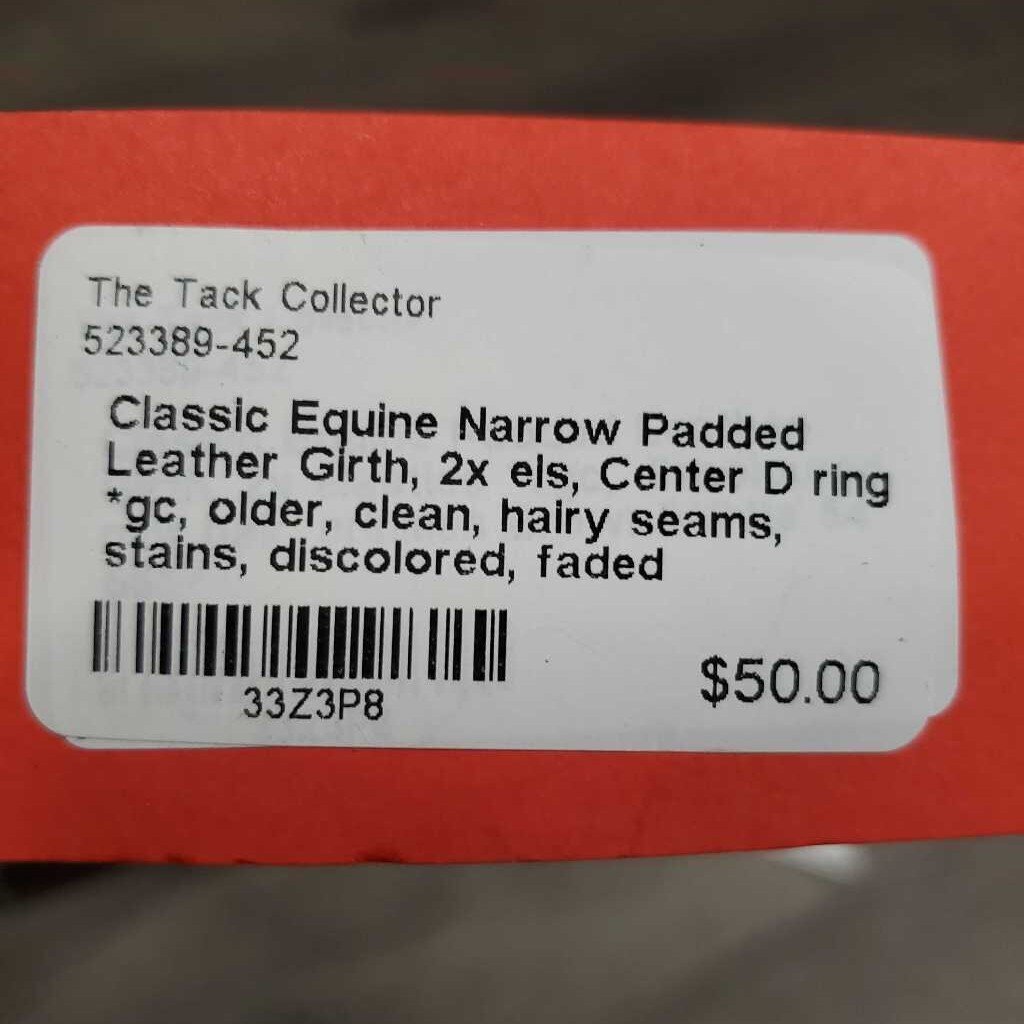 The Tack Collector
523389-452
Classic Equine Narrow Padded
Leather Girth, 2x els, Center D ring
*gc, older, clean, hairy seams,
stains, discolored, faded
33Z3P8
$50.00